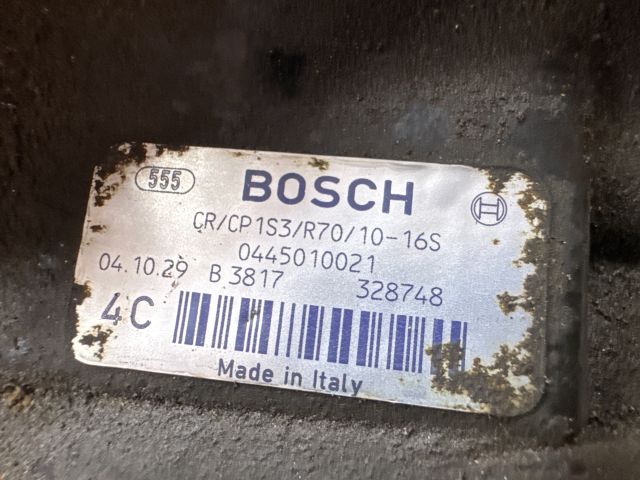 555 BOSCH
CR/CP1S3/R70/10-16S
0445010021
04.10.29 B 3817 328748
4C
Made in Italy